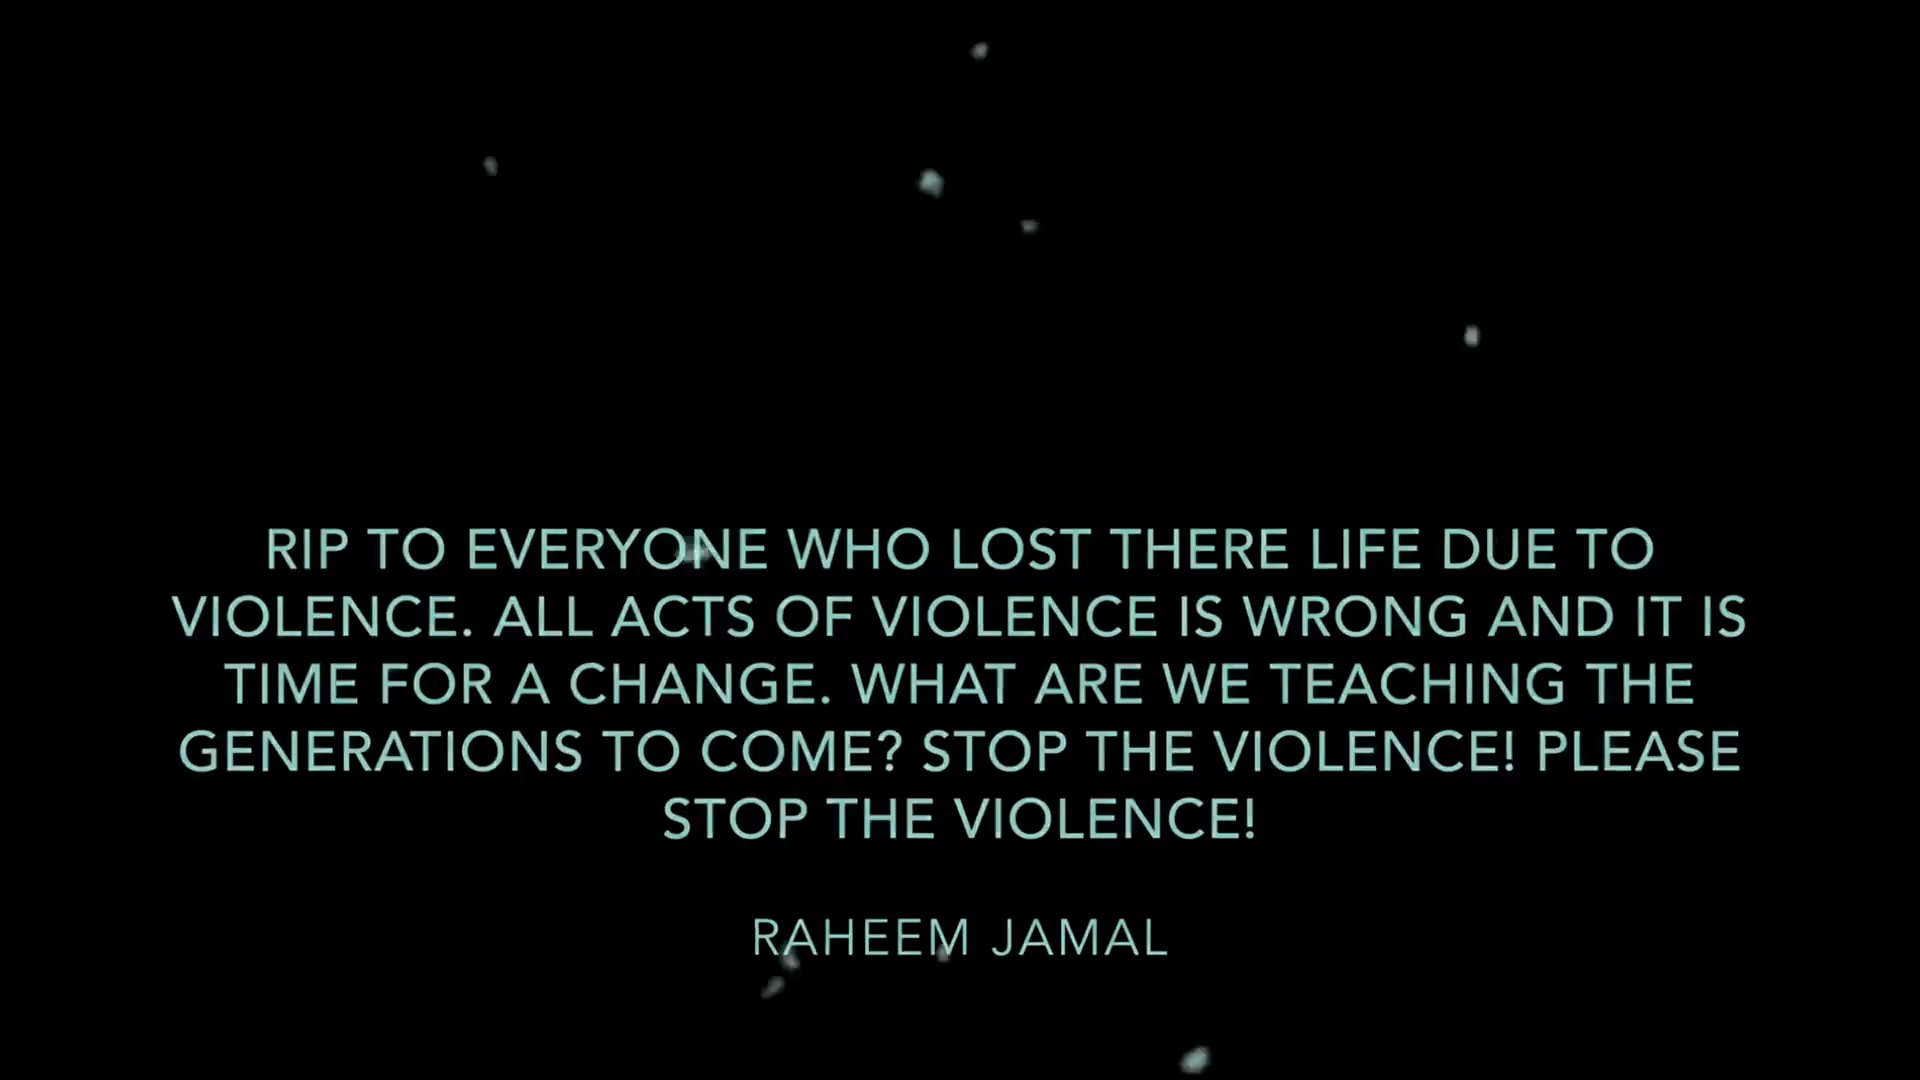 RIP TO EVERYONE WHO LOST THERE LIFE DUE TO
VIOLENCE. ALL ACTS OF VIOLENCE IS WRONG AND IT IS
TIME FOR A CHANGE. WHAT ARE WE TEACHING THE
GENERATIONS TO COME? STOP THE VIOLENCE! PLEASE
STOP THE VIOLENCE!
RAHEEM JAMAL